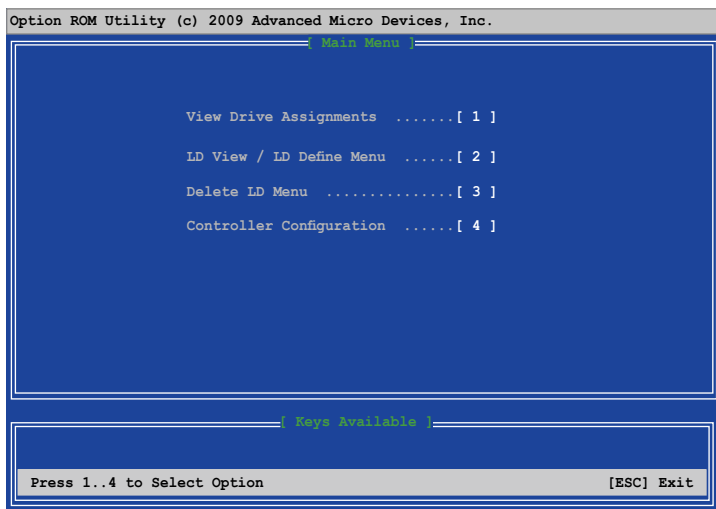 Option ROM Utility (c) 2009 Advanced Micro Devices, Inc.
[ Main Menu ]
View Drive Assignments .......[ 1 ]
LD View / LD Define Menu ......[ 2 ]
Delete LD Menu ...............[ 3 ]
Controller Configuration ......[ 4 ]
[ Keys Available ]
Press 1..4 to Select Option [ESC] Exit